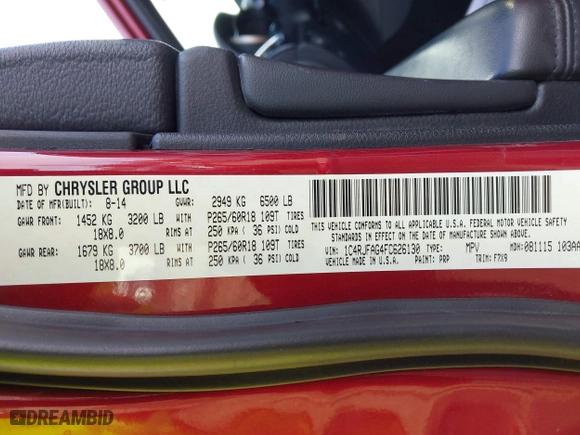 MFD BY CHRYSLER GROUP LLC
DATE OF MFR(BUILT): 8-14 GVWR: 2949 KG 6500 LB
GAWR FRONT: 1452 KG 3200 LB WITH P265/60R18 109T TIRES
18X8.0 RIMS AT 250 KPA ( 36 PSI) COLD
GAWR REAR: 1679 KG 3700 LB WITH P265/60R18 109T TIRES
18X8.0 RIMS AT 250 KPA ( 36 PSI) COLD
THIS VEHICLE CONFORMS TO ALL APPLICABLE U.S.A. FEDERAL MOTOR VEHICLE SAFETY
STANDARDS IN EFFECT ON THE DATE OF MANUFACTURE SHOWN ABOVE.
VIN: 1C4RJFAG4FC626130 TYPE: MPV MDH: 081115 103AA
VEHICLE MADE IN U.S.A. PAINT: PRP TRIM: F7X9
DREAMBID